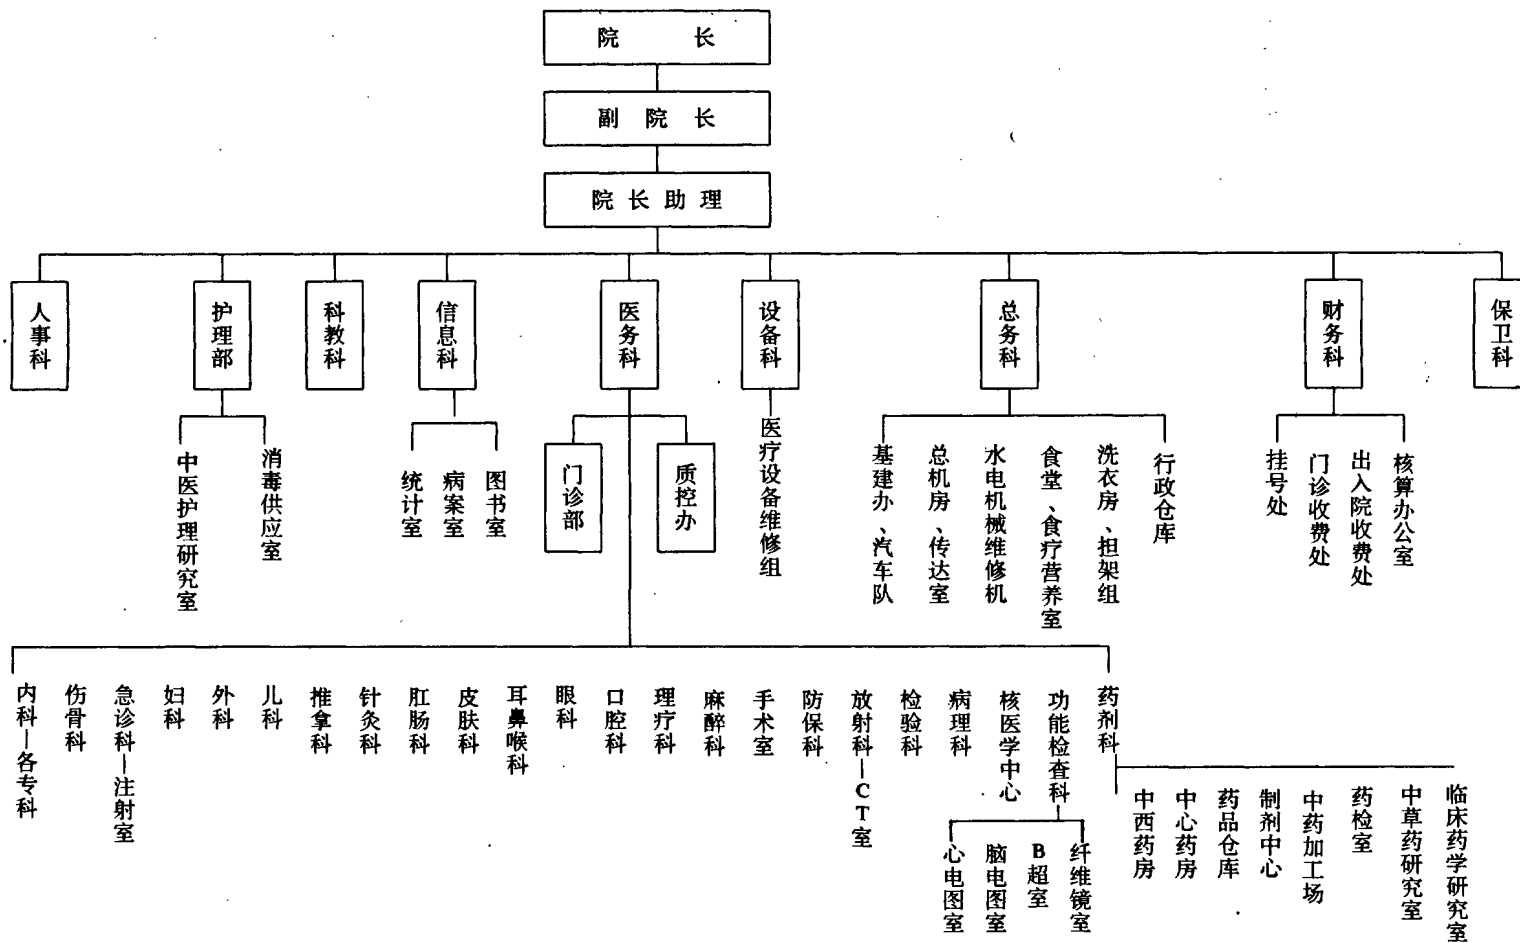 院长
副院长
院长助理
人事科
护理部
科教科
信息科
医务科
设备科
总务科
财务科
保卫科
中医护理研究室
消毒供应室
统计室
病案室
图书室
门诊部
质控办
医疗设备维修组
基建办、汽车队
总机房、传达室
水电机械维修机
食堂、食疗营养室
洗衣房、担架组
行政仓库
挂号处
门诊收费处
出入院收费处
核算办公室
内科—各专科
伤骨科
急诊科—注射室
妇科
外科
儿科
推拿科
针灸科
肛肠科
皮肤科
耳鼻喉科
眼科
口腔科
理疗科
麻醉科
手术室
防保科
放射科—CT室
检验科
病理科
核医学中心
功能检查科
药剂科
心电图室
脑电图室
B超室
纤维镜室
中西药房
中心药房
药品仓库
制剂中心
中药加工场
药检室
中草药研究室
临床药学研究室